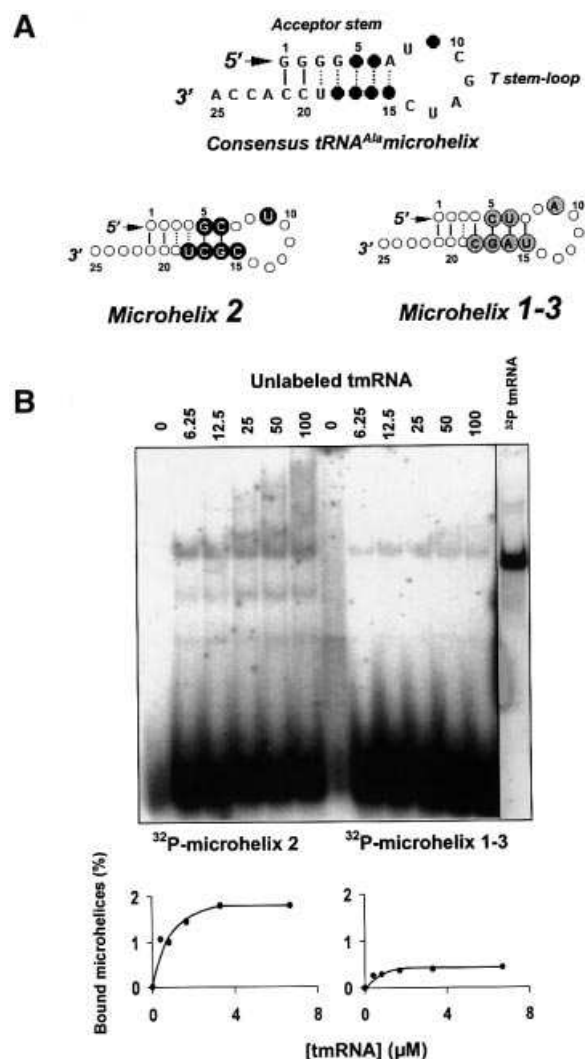 A
Acceptor stem
1 5 10
5' G G G G A U C
G T stem-loop
3' A C C A C C U C U A
25 20 15
Consensus tRNAAla microhelix
1 5 10
5' G C U
3' U C G C
25 20 15
Microhelix 2
1 5 10
5' C U A
3' C G A U
25 20 15
Microhelix 1-3
B
Unlabeled tmRNA
0 6.25 12.5 25 50 100 0 6.25 12.5 25 50 100 32P tmRNA
32P-microhelix 2 32P-microhelix 1-3
Bound microhelices (%)
2 2
1 1
0 0
0 4 8 0 4 8
[tmRNA] (µM)